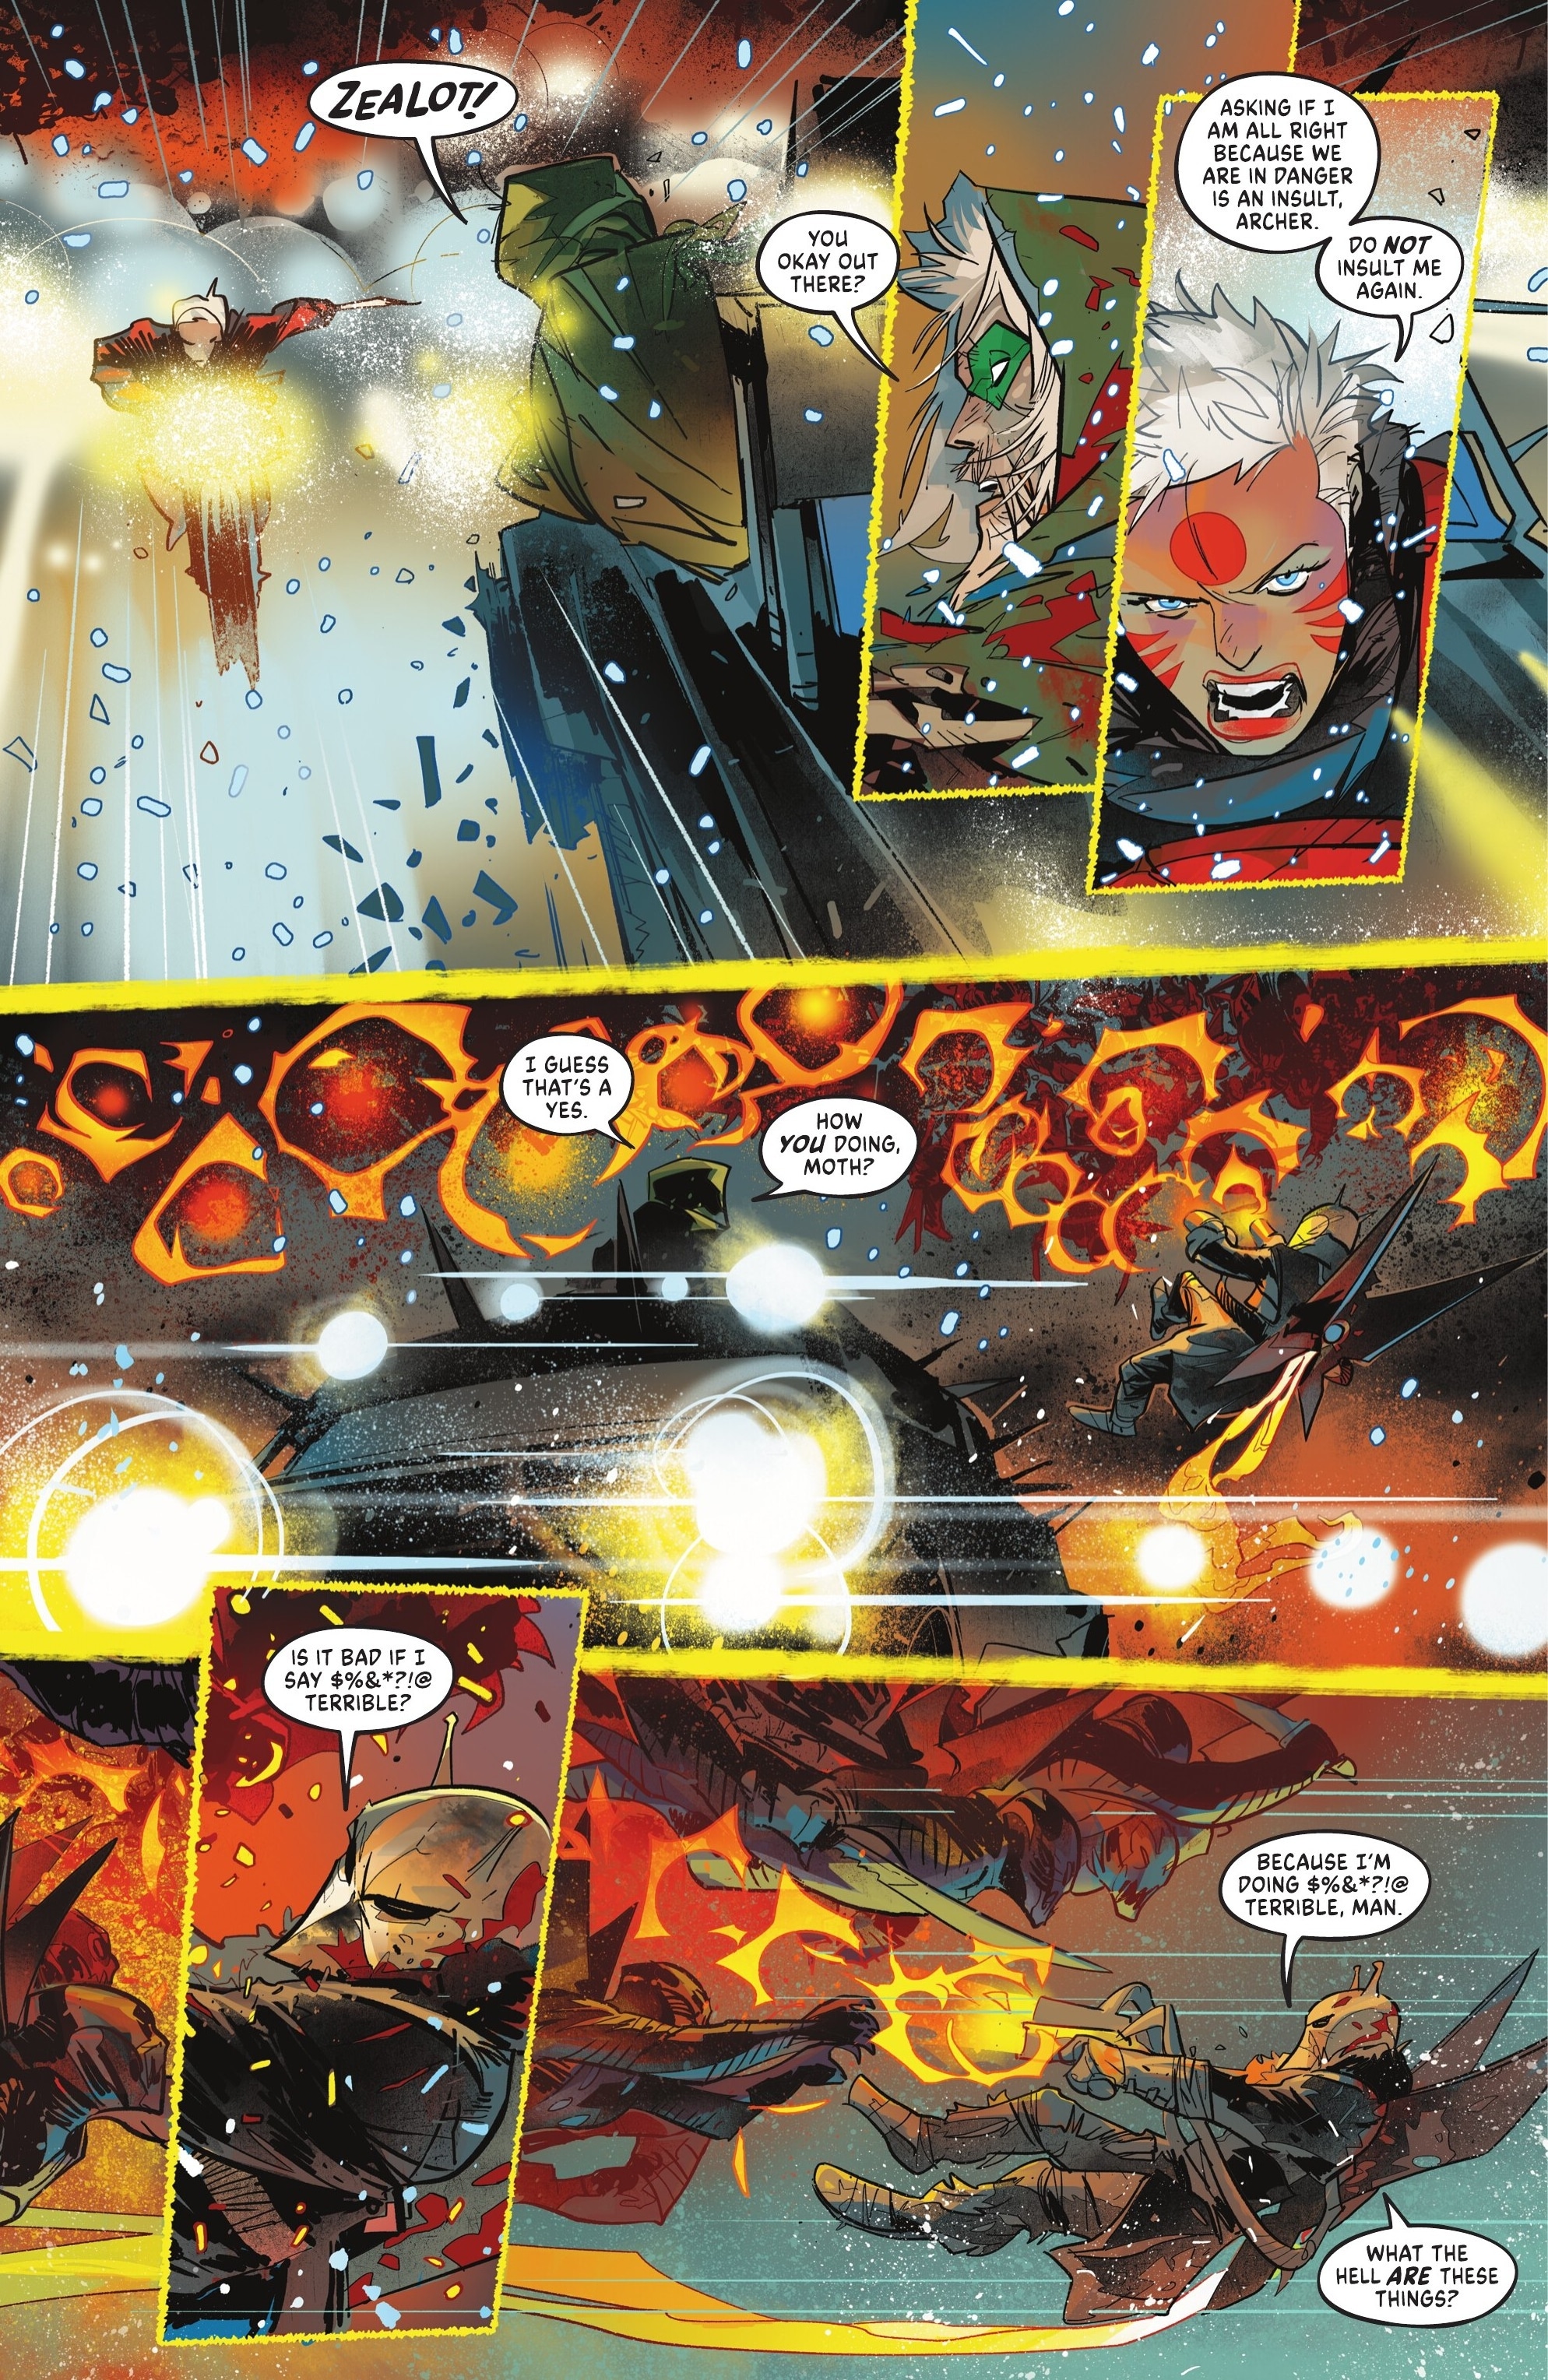 ZEALOT!
YOU
OKAY OUT
THERE?
ASKING IF I
AM ALL RIGHT
BECAUSE WE
ARE IN DANGER
IS AN INSULT,
ARCHER.
DO NOT
INSULT ME
AGAIN.
I GUESS
THAT'S A
YES.
HOW
YOU DOING,
MOTH?
IS IT BAD IF I
SAY $%&*?!@
TERRIBLE?
BECAUSE I'M
DOING $%&*?!@
TERRIBLE, MAN.
WHAT THE
HELL ARE THESE
THINGS?